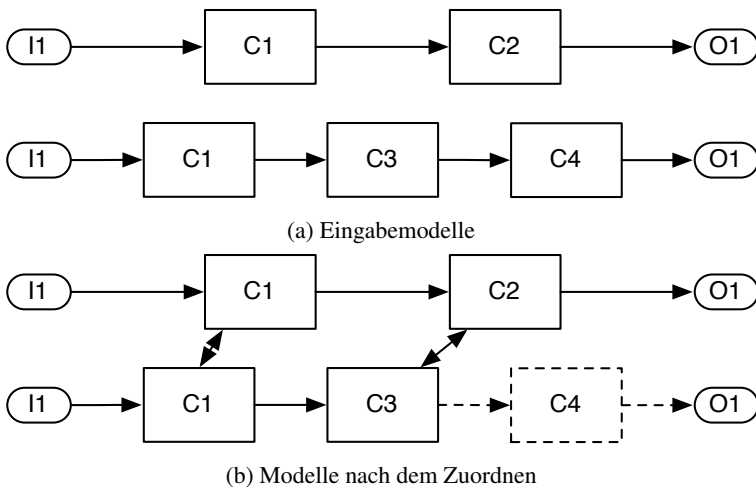 I1 C1 C2 O1
I1 C1 C3 C4 O1
(a) Eingabemodelle
I1 C1 C2 O1
I1 C1 C3 C4 O1
(b) Modelle nach dem Zuordnen